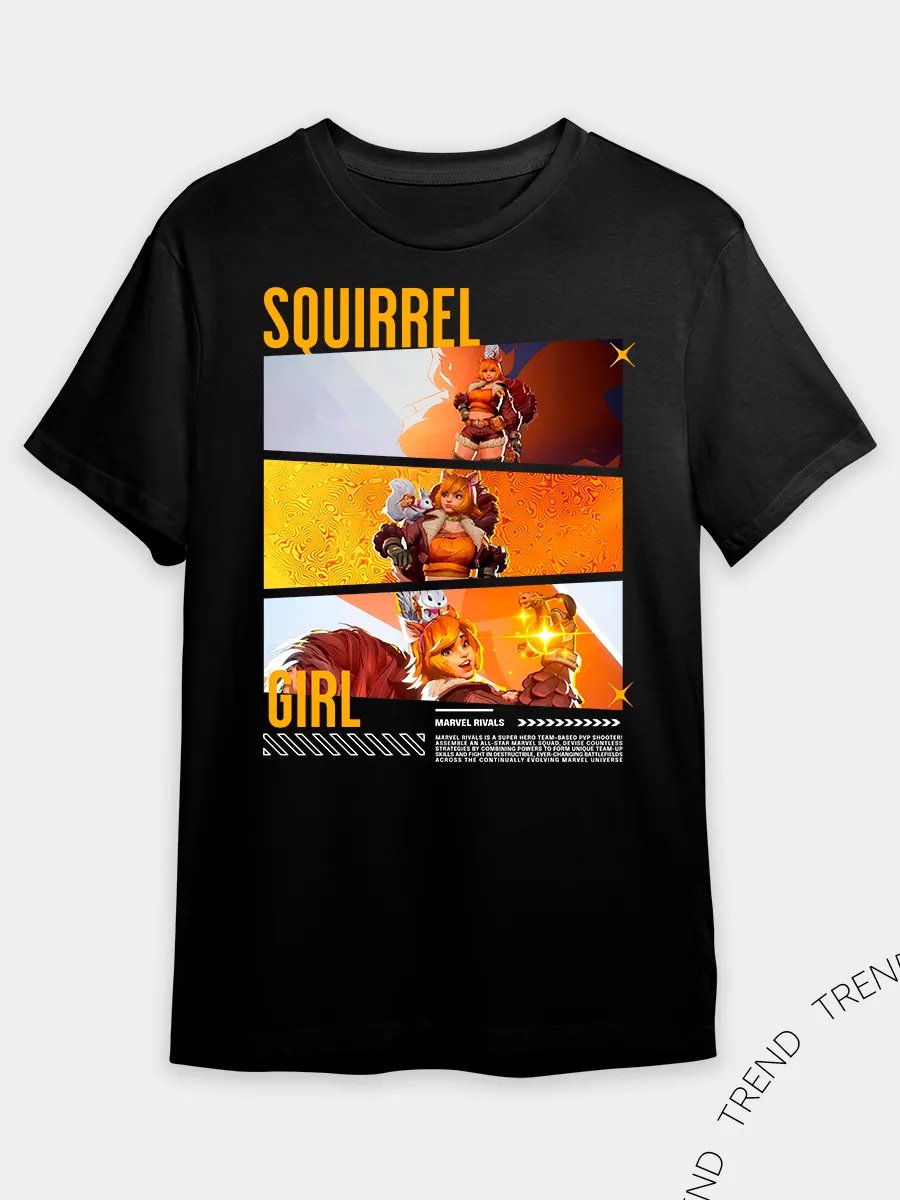 SQUIRREL
GIRL
MARVEL RIVALS
MARVEL RIVALS IS A SUPER HERO TEAM-BASED PVP SHOOTER!
ASSEMBLE AN ALL-STAR MARVEL SQUAD, DEVISE COUNTLESS
STRATEGIES BY COMBINING POWERS TO FORM UNIQUE TEAM-UP
SKILLS AND FIGHT IN DESTRUCTIBLE, EVER-CHANGING BATTLEFIELDS
ACROSS THE CONTINUALLY EVOLVING MARVEL UNIVERSE
TREND
TREND
ND